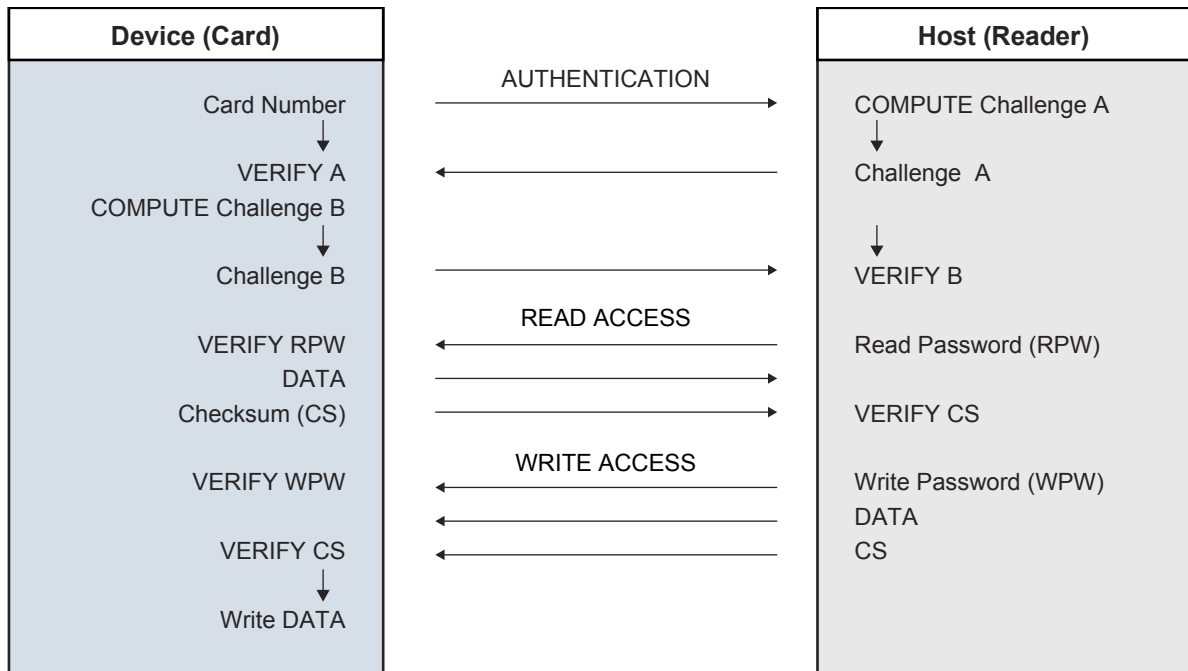 Device (Card)
Host (Reader)
AUTHENTICATION
Card Number
COMPUTE Challenge A
VERIFY A
Challenge A
COMPUTE Challenge B
Challenge B
VERIFY B
READ ACCESS
VERIFY RPW
Read Password (RPW)
DATA
Checksum (CS)
VERIFY CS
WRITE ACCESS
VERIFY WPW
Write Password (WPW)
DATA
VERIFY CS
CS
Write DATA